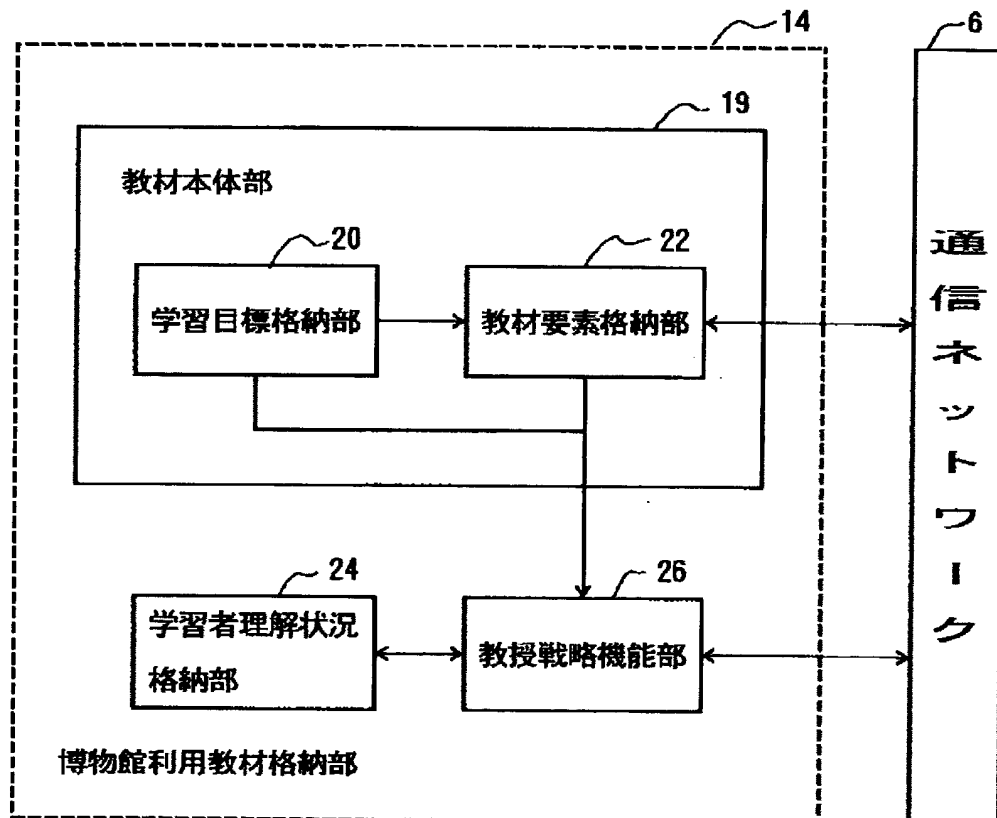 14
6
19
教材本体部
20
22
学習目標格納部
教材要素格納部
通信ネットワーク
24
26
学習者理解状況
格納部
教授戦略機能部
博物館利用教材格納部